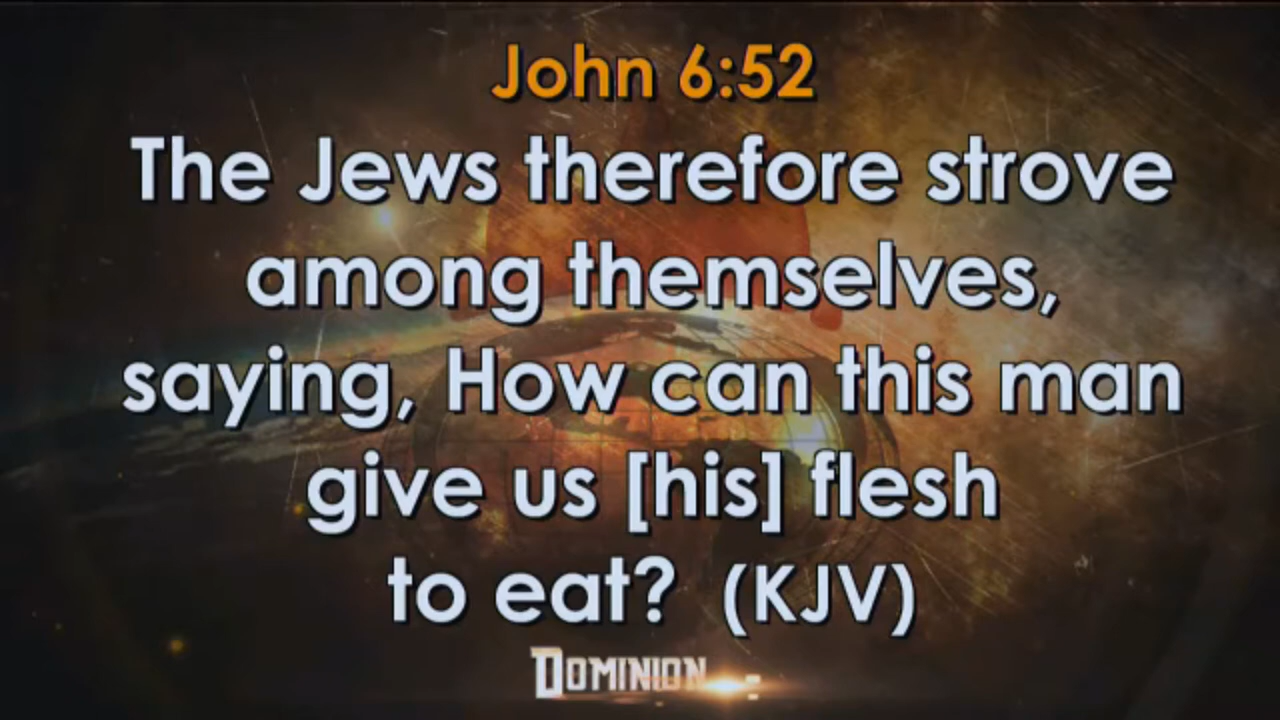 John 6:52
The Jews therefore strove
among themselves,
saying, How can this man
give us [his] flesh
to eat? (KJV)
DOMINION